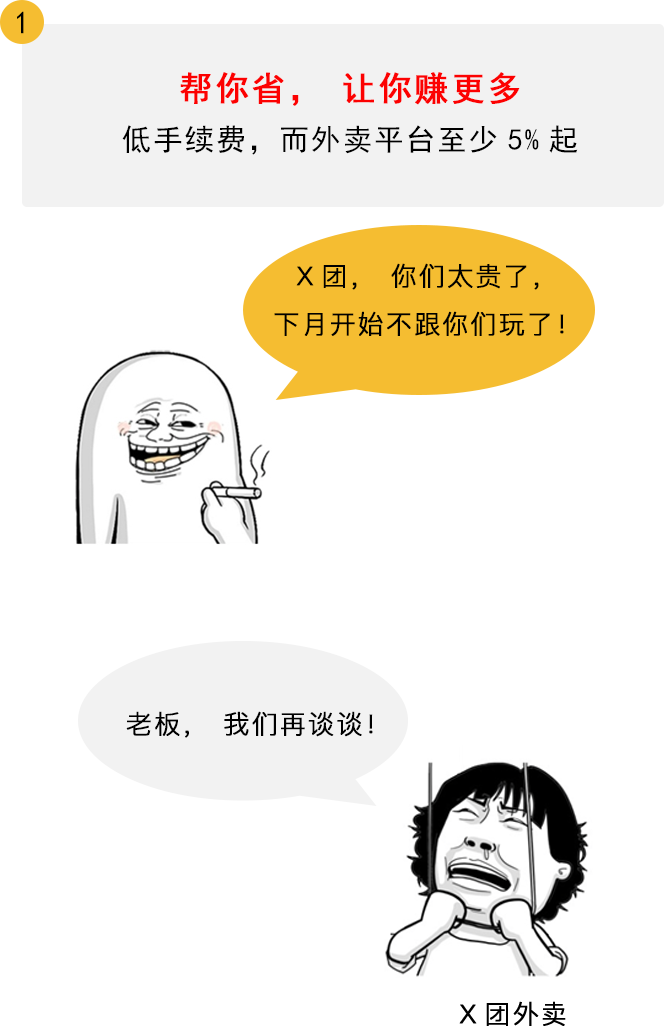 1
帮你省， 让你赚更多
低手续费，而外卖平台至少 5% 起
X 团， 你们太贵了，
下月开始不跟你们玩了！
老板， 我们再谈谈！
X 团外卖